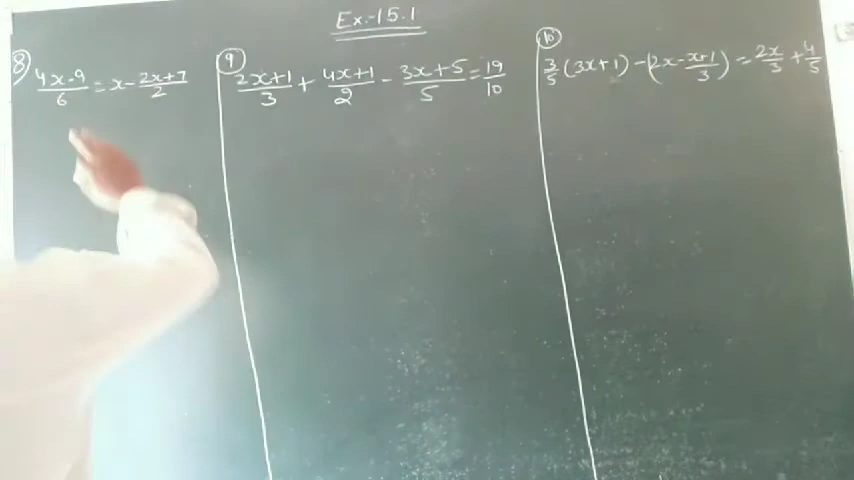 Ex.-15.1
8) (4x-9)/6 = x - (2x+7)/2
9 (2x+1)/3 + (4x+1)/2 - (3x+5)/5 = 19/10
10 3/5 (3x+1) - (2x - (x+1)/3) = 2x/3 + 4/5